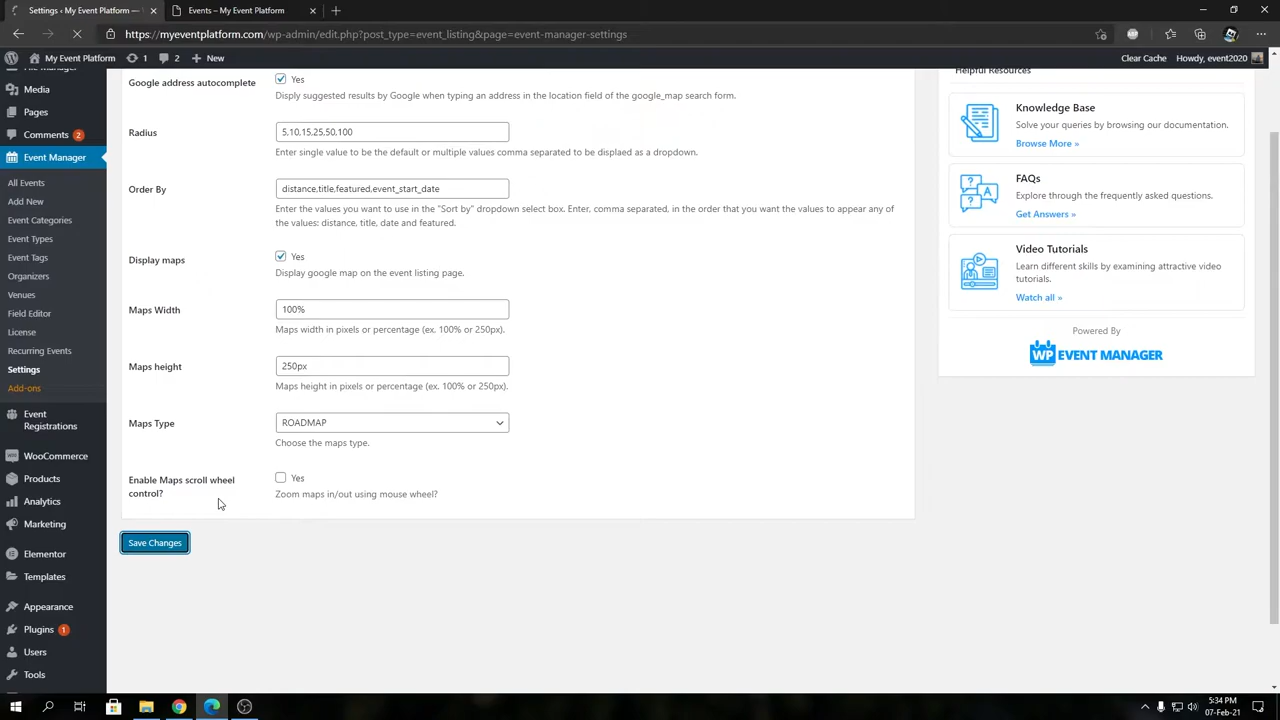 Settings ‹ My Event Platform —
Events – My Event Platform
https://myeventplatform.com/wp-admin/edit.php?post_type=event_listing&page=event-manager-settings
My Event Platform
1
2
New
Clear Cache
Howdy, event2020
File Manager
Media
Pages
Comments 2
Event Manager
All Events
Add New
Event Categories
Event Types
Event Tags
Organizers
Venues
Field Editor
License
Recurring Events
Settings
Add-ons
Event
Registrations
WooCommerce
Products
Analytics
Marketing
Elementor
Templates
Appearance
Plugins 1
Users
Tools
Google address autocomplete
Yes
Disply suggested results by Google when typing an address in the location field of the google_map search form.
Radius
5,10,15,25,50,100
Enter single value to be the default or multiple values comma separated to be displaed as a dropdown.
Order By
distance,title,featured,event_start_date
Enter the values you want to use in the "Sort by" dropdown select box. Enter, comma separated, in the order that you want the values to appear any of
the values: distance, title, date and featured.
Display maps
Yes
Display google map on the event listing page.
Maps Width
100%
Maps width in pixels or percentage (ex. 100% or 250px).
Maps height
250px
Maps height in pixels or percentage (ex. 100% or 250px).
Maps Type
ROADMAP
Choose the maps type.
Enable Maps scroll wheel
control?
Yes
Zoom maps in/out using mouse wheel?
Save Changes
Helpful Resources
Knowledge Base
Solve your queries by browsing our documentation.
Browse More »
FAQs
Explore through the frequently asked questions.
Get Answers »
Video Tutorials
Learn different skills by examining attractive video
tutorials.
Watch all »
Powered By
WP EVENT MANAGER
5:34 PM
07-Feb-21